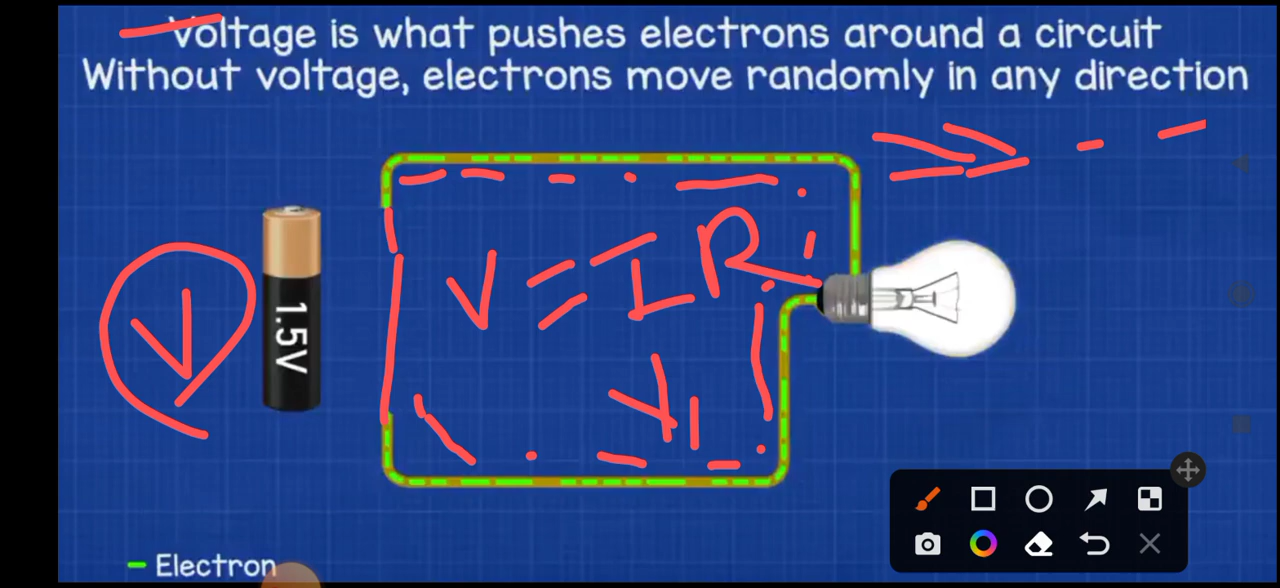 Voltage is what pushes electrons around a circuit
Without voltage, electrons move randomly in any direction
V = IR
V
1.5V
V1
Electron